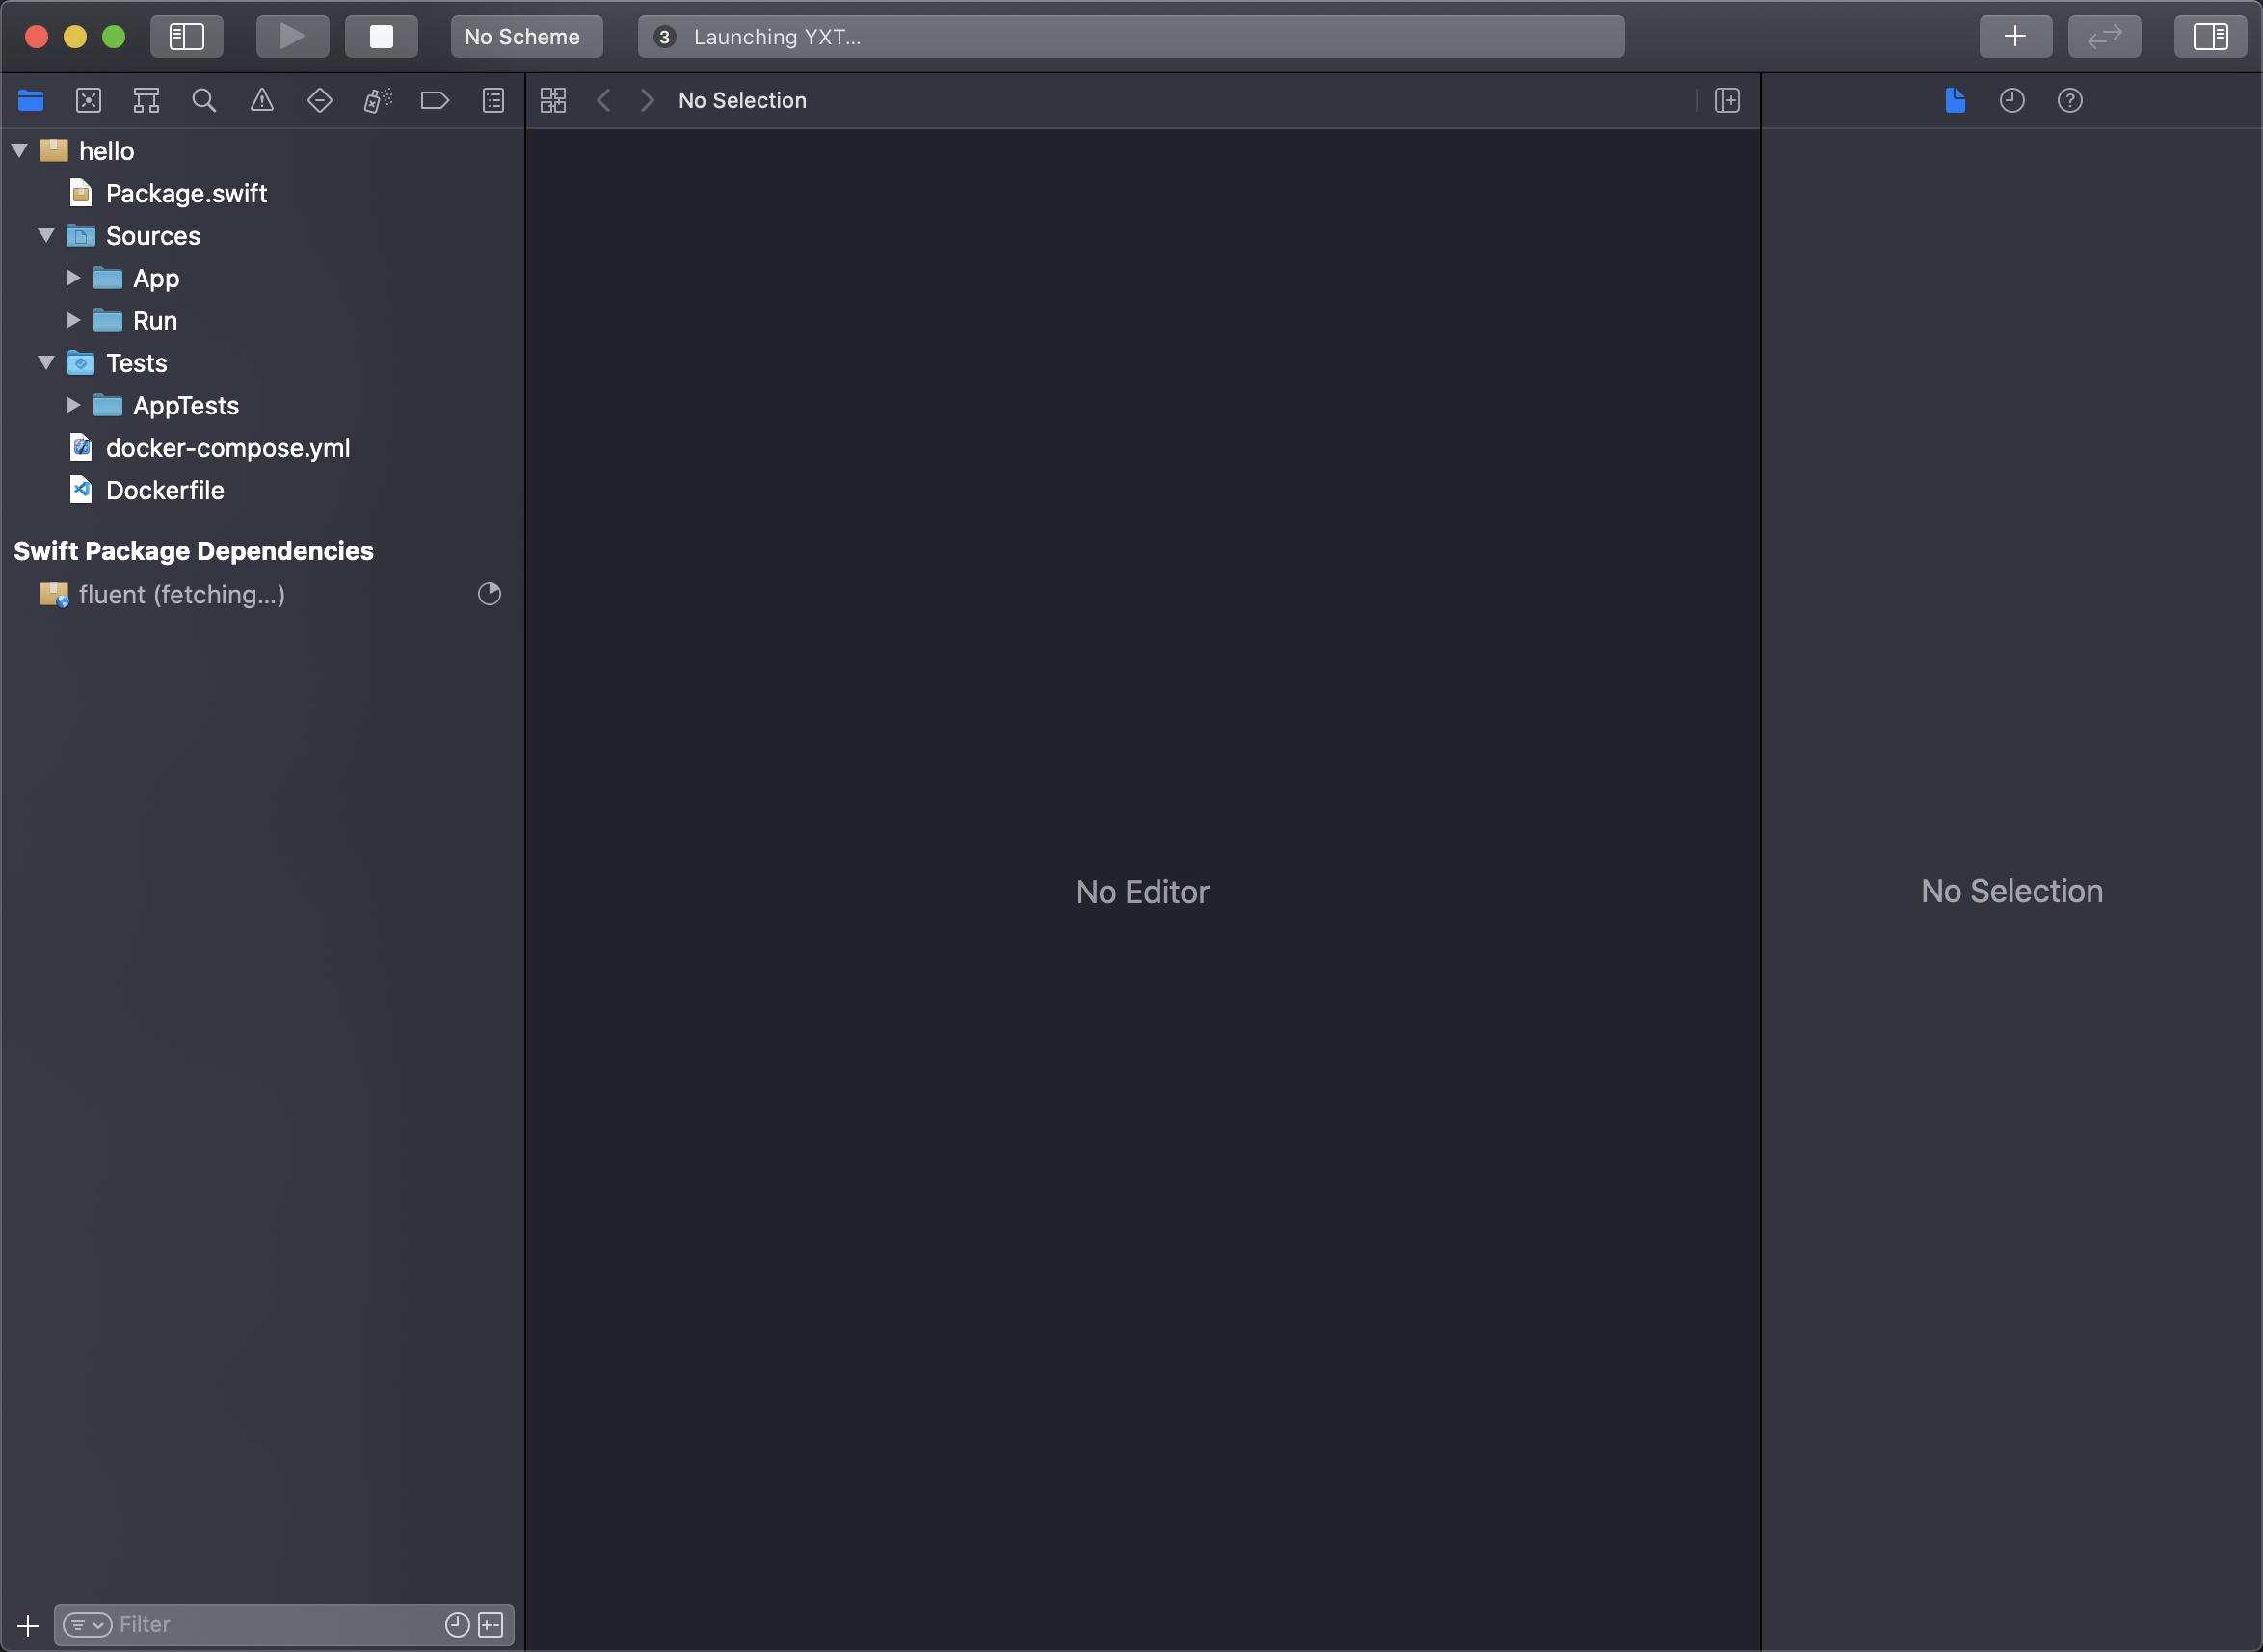 No Scheme
3 Launching YXT...
No Selection
hello
Package.swift
Sources
App
Run
Tests
AppTests
docker-compose.yml
Dockerfile
Swift Package Dependencies
fluent (fetching...)
Filter
No Editor
No Selection